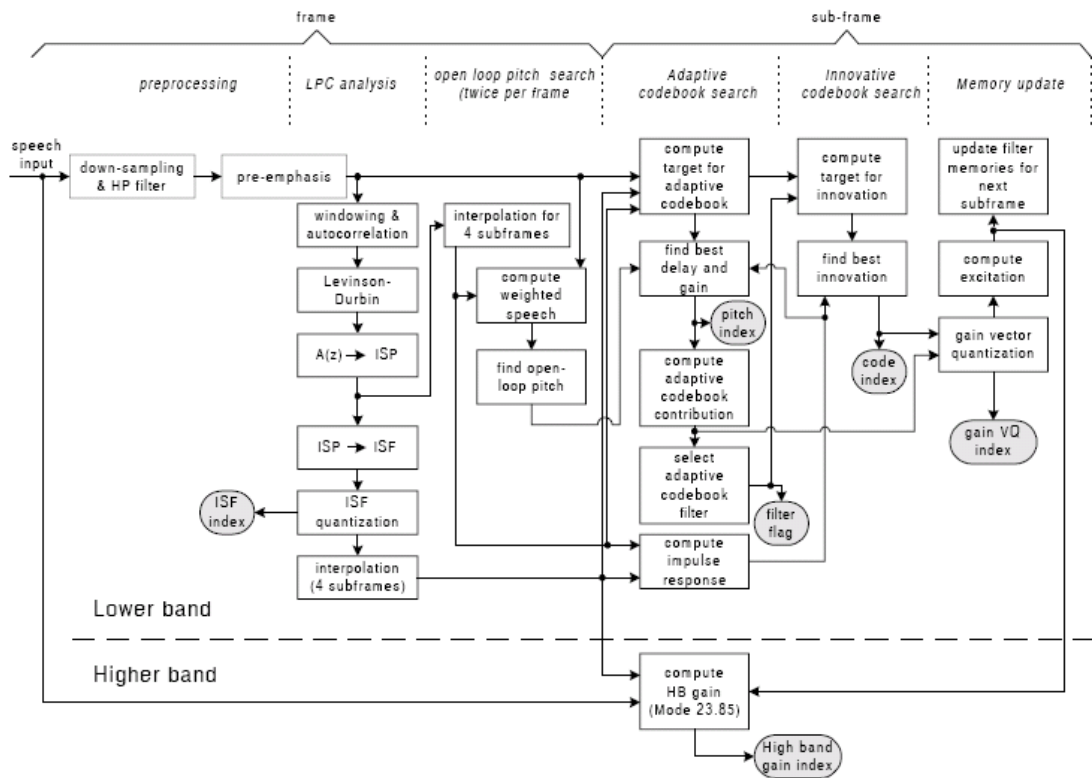 frame
sub-frame
preprocessing
LPC analysis
open loop pitch search
(twice per frame
Adaptive
codebook search
Innovative
codebook search
Memory update
speech
input
down-sampling
& HP filter
pre-emphasis
windowing &
autocorrelation
Levinson-
Durbin
A(z) → ISP
ISP → ISF
ISF
quantization
ISF
index
interpolation
(4 subframes)
interpolation for
4 subframes
compute
weighted
speech
find open-
loop pitch
compute
target for
adaptive
codebook
find best
delay and
gain
pitch
index
compute
adaptive
codebook
contribution
select
adaptive
codebook
filter
filter
flag
compute
impulse
response
compute
target for
innovation
find best
innovation
code
index
update filter
memories for
next
subframe
compute
excitation
gain vector
quantization
gain VQ
index
Lower band
Higher band
compute
HB gain
(Mode 23.85)
High band
gain index